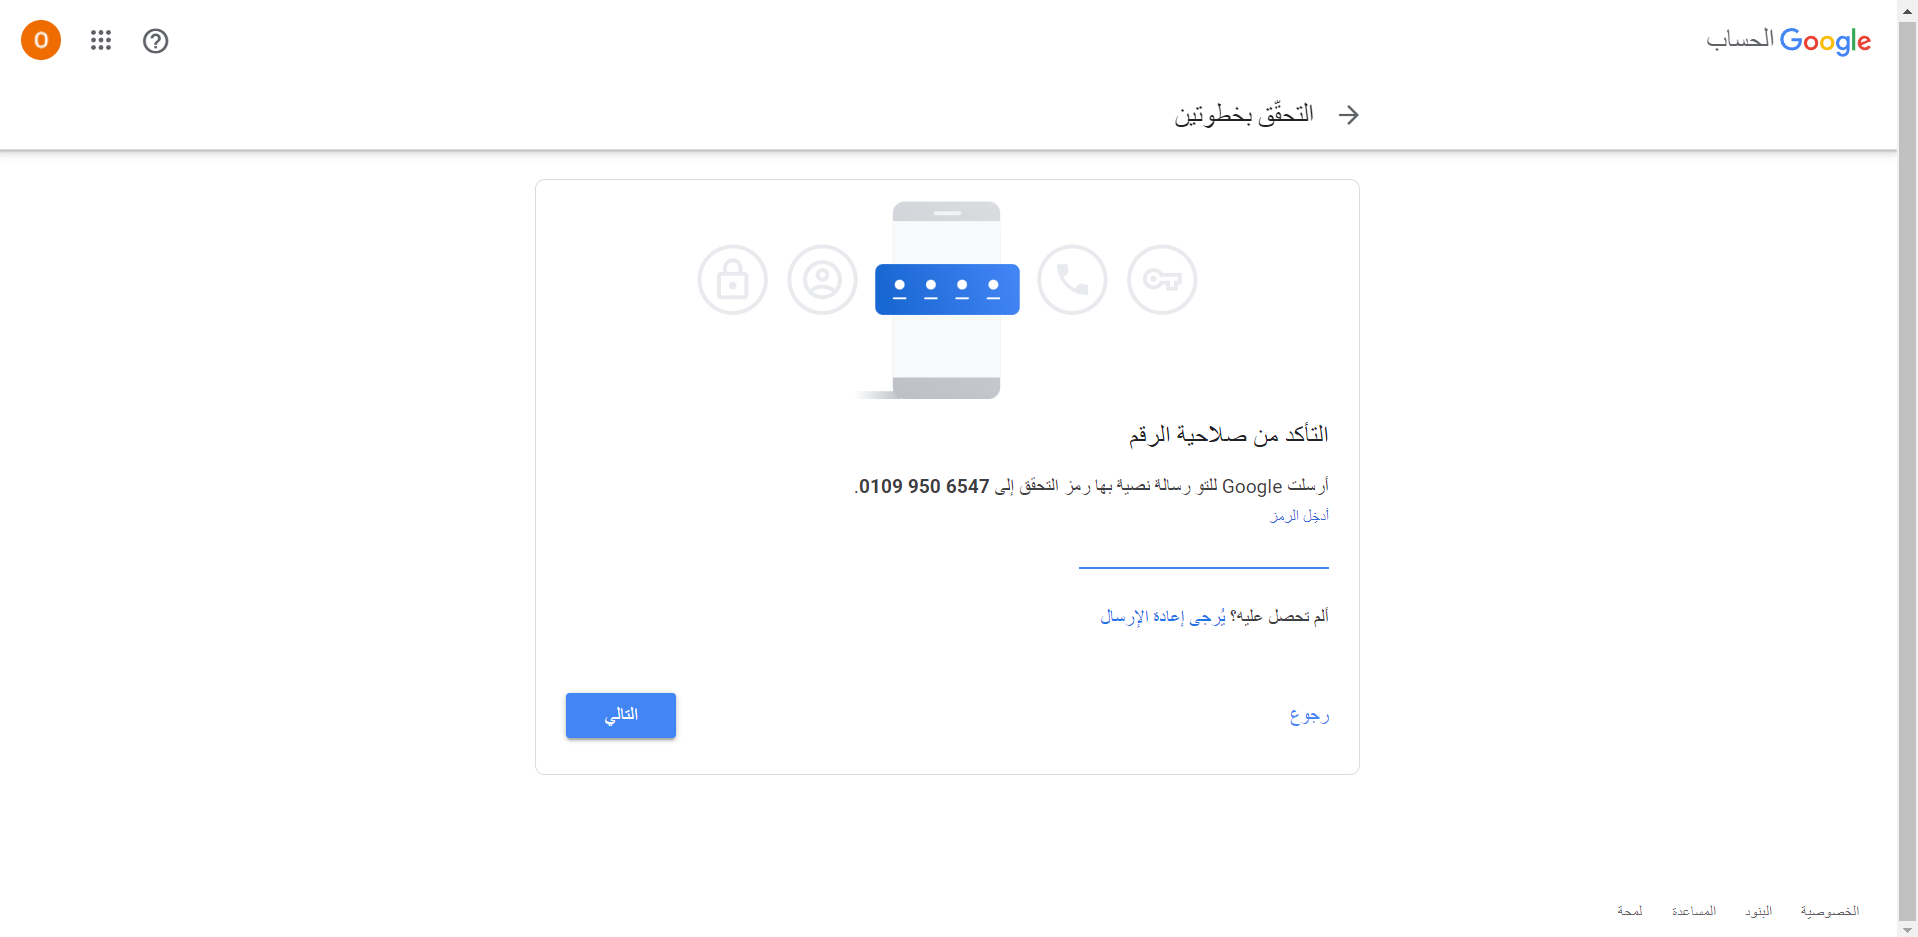 Google الحساب
O
التحقّق بخطوتين
التأكد من صلاحية الرقم
أرسلت Google للتو رسالة نصية بها رمز التحقق إلى 0109 950 6547.
أدخِل الرمز
ألم تحصل عليه؟ يُرجى إعادة الإرسال
رجوع
التالي
الخصوصية
البنود
المساعدة
لمحة